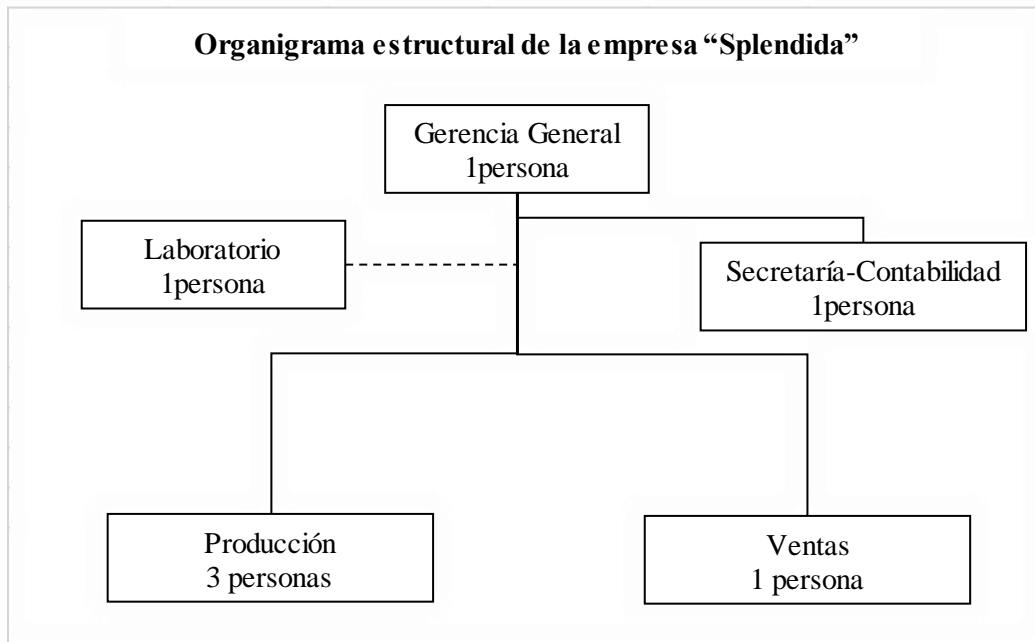 Organigrama estructural de la empresa “Splendida”
Gerencia General
1persona
Laboratorio
1persona
Secretaría-Contabilidad
1persona
Producción
3 personas
Ventas
1 persona